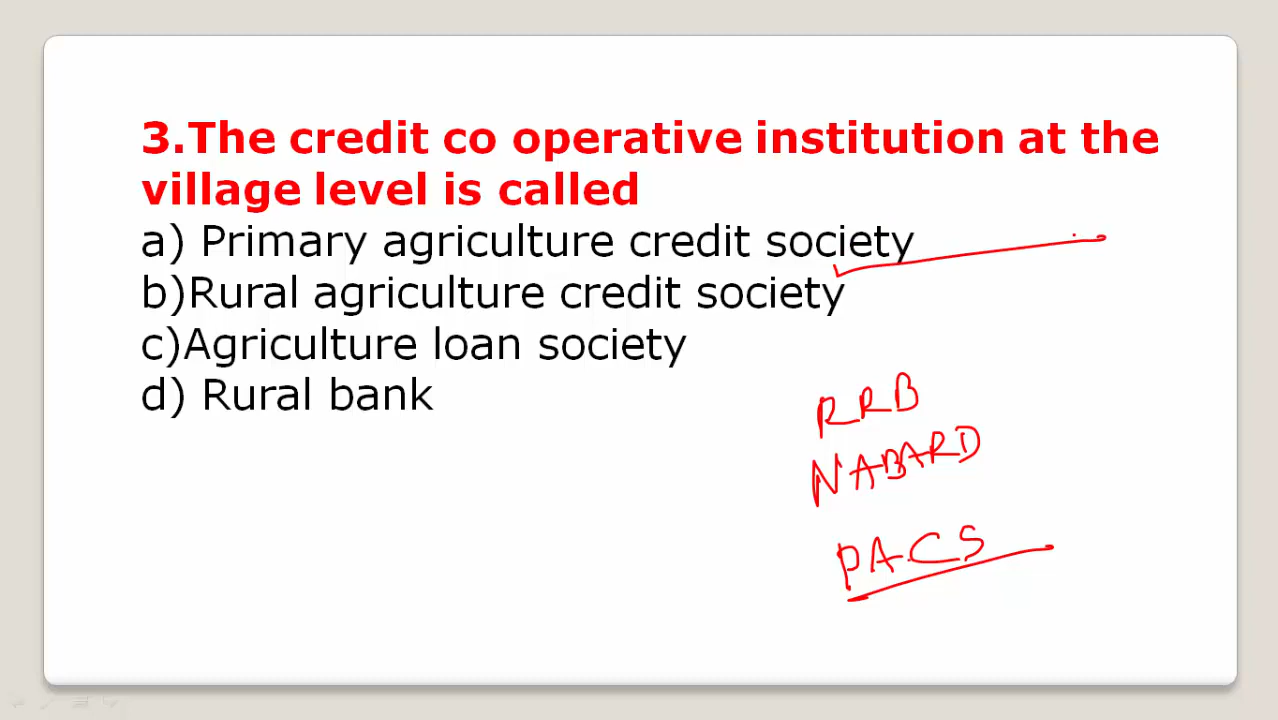 3.The credit co operative institution at the
village level is called
a) Primary agriculture credit society
b)Rural agriculture credit society
c)Agriculture loan society
d) Rural bank
RRB
NABARD
PACS